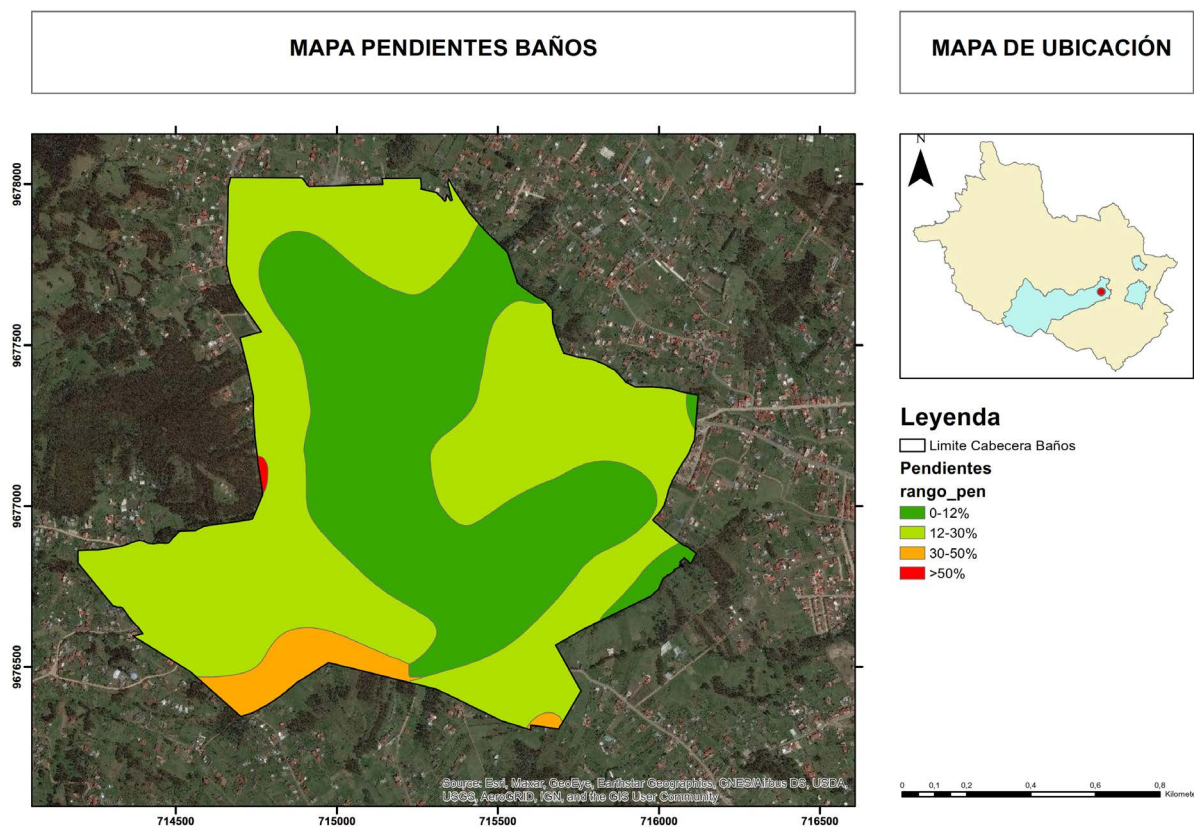 MAPA PENDIENTES BAÑOS
MAPA DE UBICACIÓN
9678000
9677500
9677000
9676500
714500
715000
715500
716000
716500
Source: Esri, Maxar, GeoEye, Earthstar Geographics, CNES/Airbus DS, USDA,
USGS, AeroGRID, IGN, and the GIS User Community
N
Leyenda
Limite Cabecera Baños
Pendientes
rango_pen
0-12%
12-30%
30-50%
>50%
0 0,1 0,2 0,4 0,6 0,8
Kilomete